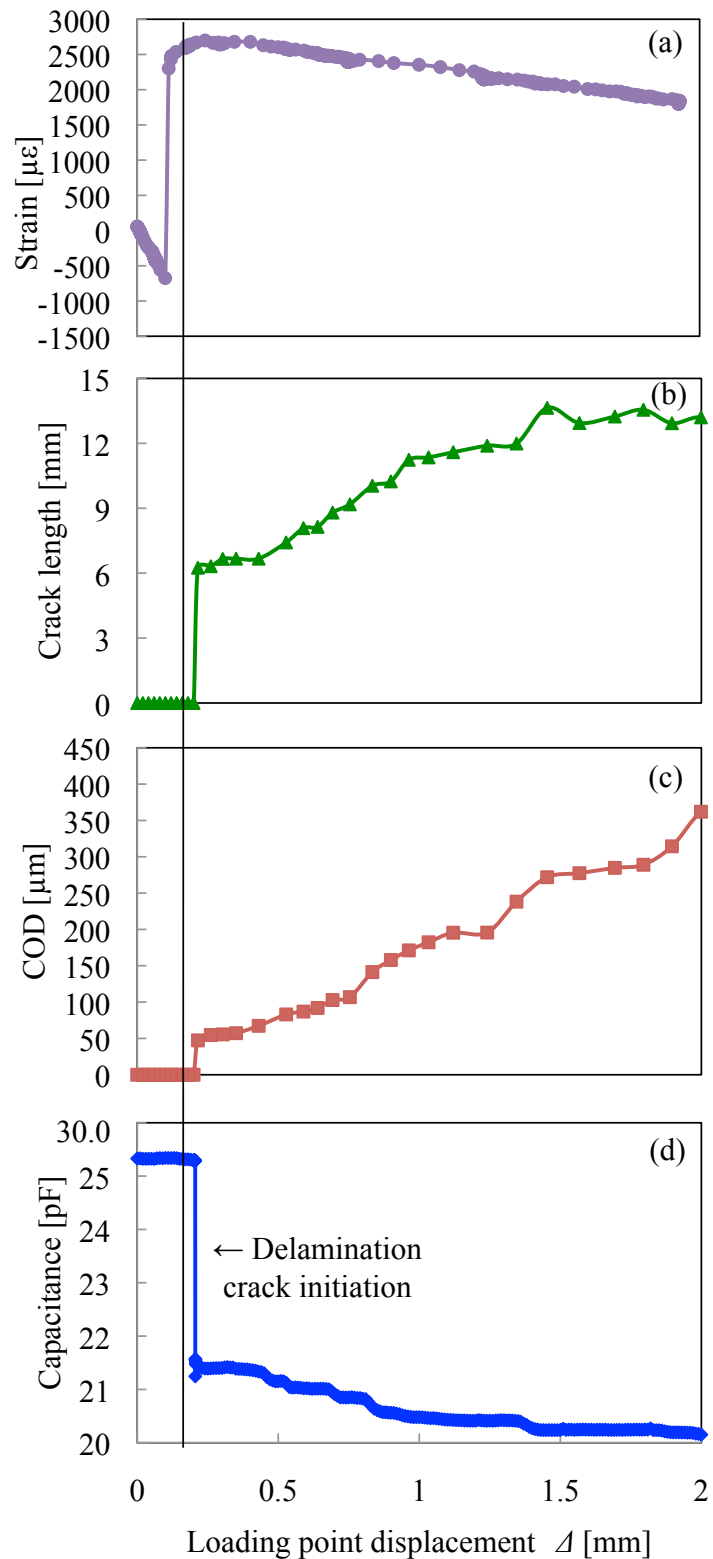 3000
2500
2000
1500
1000
500
0
-500
-1000
-1500
Strain [με]
(a)
15
12
9
6
3
0
Crack length [mm]
(b)
450
400
350
300
250
200
150
100
50
0
COD [μm]
(c)
30.0
25
24
23
22
21
20
Capacitance [pF]
(d)
← Delamination
crack initiation
0 0.5 1 1.5 2
Loading point displacement Δ [mm]